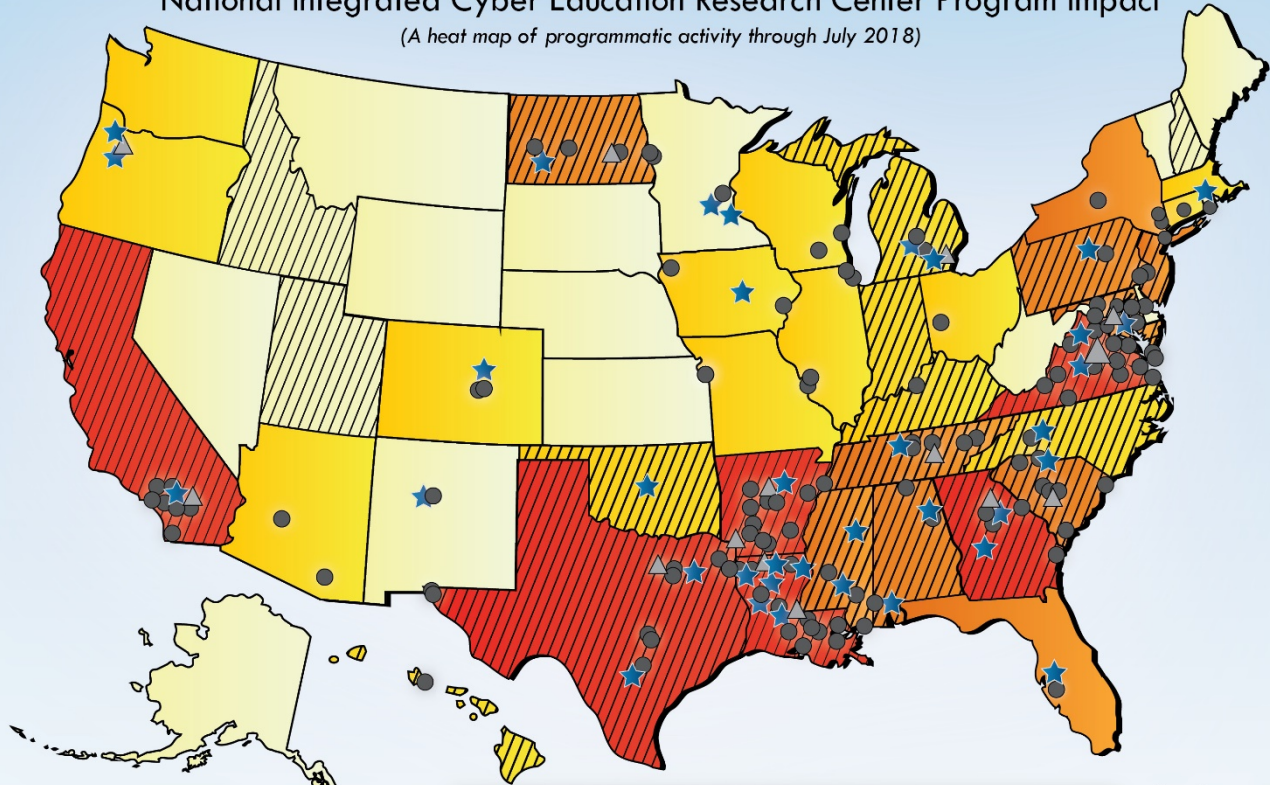 National Integrated Cyber Education Research Center Program Impact
(A heat map of programmatic activity through July 2018)